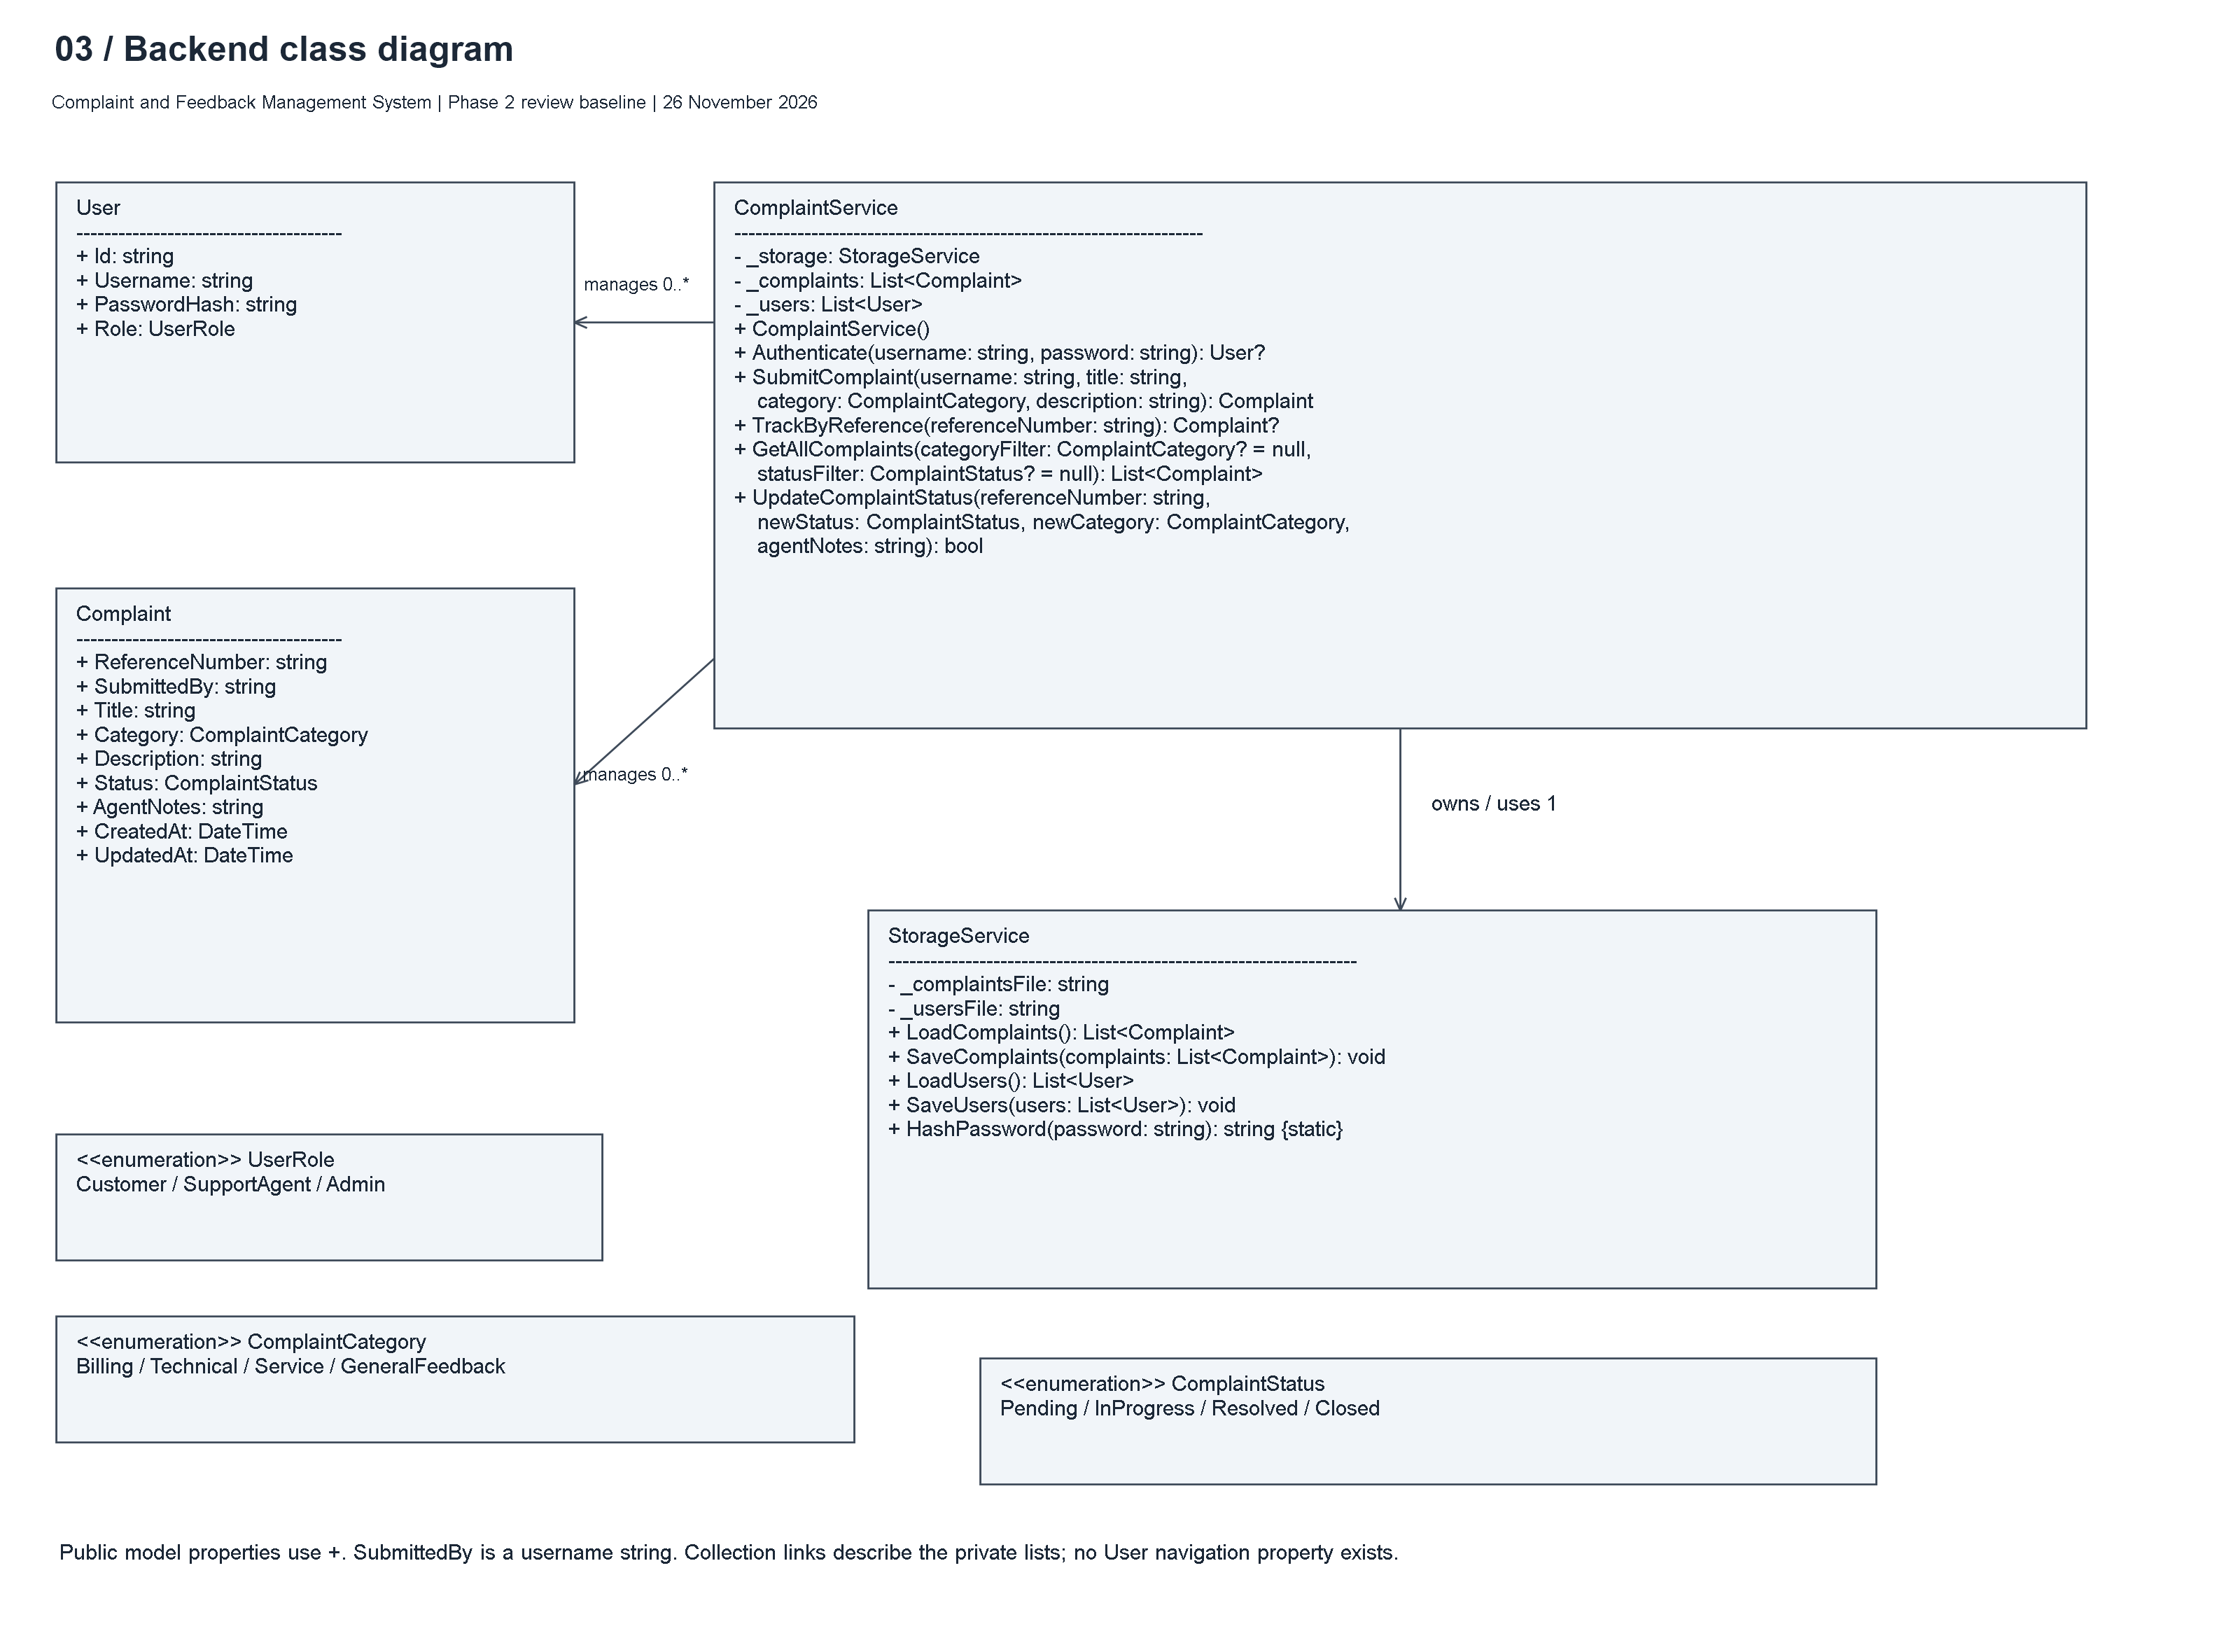 03 / Backend class diagram
Complaint and Feedback Management System | Phase 2 review baseline | 26 November 2026
User
--------------------------------------
+ Id: string
+ Username: string
+ PasswordHash: string
+ Role: UserRole
manages 0..*
ComplaintService
-------------------------------------------------------------------
- _storage: StorageService
- _complaints: List<Complaint>
- _users: List<User>
+ ComplaintService()
+ Authenticate(username: string, password: string): User?
+ SubmitComplaint(username: string, title: string,
category: ComplaintCategory, description: string): Complaint
+ TrackByReference(referenceNumber: string): Complaint?
+ GetAllComplaints(categoryFilter: ComplaintCategory? = null,
statusFilter: ComplaintStatus? = null): List<Complaint>
+ UpdateComplaintStatus(referenceNumber: string,
newStatus: ComplaintStatus, newCategory: ComplaintCategory,
agentNotes: string): bool
Complaint
--------------------------------------
+ ReferenceNumber: string
+ SubmittedBy: string
+ Title: string
+ Category: ComplaintCategory
+ Description: string
+ Status: ComplaintStatus
+ AgentNotes: string
+ CreatedAt: DateTime
+ UpdatedAt: DateTime
manages 0..*
owns / uses 1
StorageService
-------------------------------------------------------------------
- _complaintsFile: string
- _usersFile: string
+ LoadComplaints(): List<Complaint>
+ SaveComplaints(complaints: List<Complaint>): void
+ LoadUsers(): List<User>
+ SaveUsers(users: List<User>): void
+ HashPassword(password: string): string {static}
<<enumeration>> UserRole
Customer / SupportAgent / Admin
<<enumeration>> ComplaintCategory
Billing / Technical / Service / GeneralFeedback
<<enumeration>> ComplaintStatus
Pending / InProgress / Resolved / Closed
Public model properties use +. SubmittedBy is a username string. Collection links describe the private lists; no User navigation property exists.